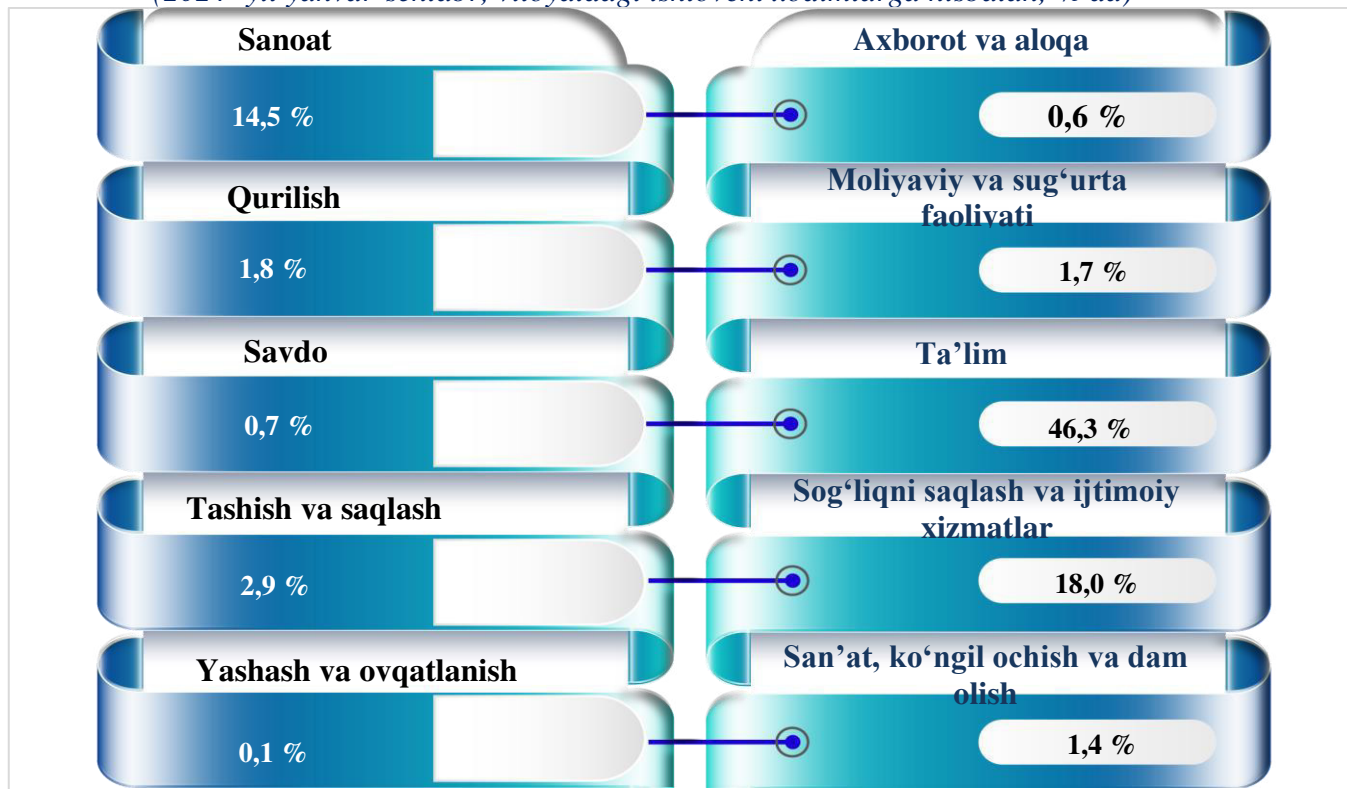 Sanoat
14,5 %
Qurilish
1,8 %
Savdo
0,7 %
Tashish va saqlash
2,9 %
Yashash va ovqatlanish
0,1 %
Axborot va aloqa
0,6 %
Moliyaviy va sug‘urta
faoliyati
1,7 %
Ta’lim
46,3 %
Sog‘liqni saqlash va ijtimoiy
xizmatlar
18,0 %
San’at, ko‘ngil ochish va dam
olish
1,4 %